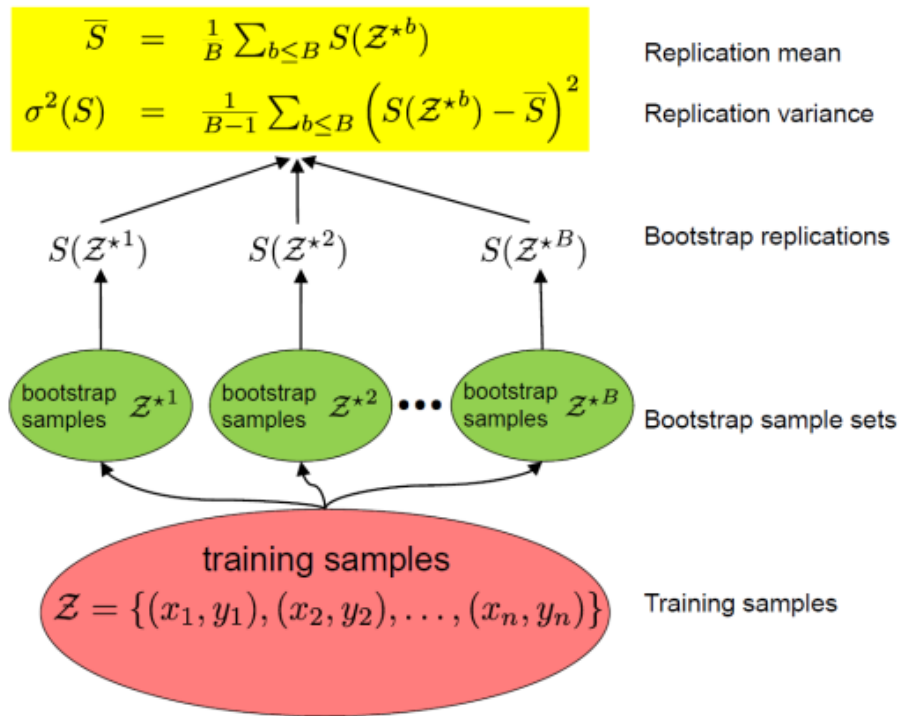 S̅ = 1/B ∑_{b≤B} S(𝒵^{⋆b})
Replication mean
σ²(S) = 1/(B−1) ∑_{b≤B} (S(𝒵^{⋆b}) − S̅)²
Replication variance
S(𝒵^{⋆1}) S(𝒵^{⋆2}) S(𝒵^{⋆B})
Bootstrap replications
bootstrap
samples 𝒵^{⋆1}
bootstrap
samples 𝒵^{⋆2}
•••
bootstrap
samples 𝒵^{⋆B}
Bootstrap sample sets
training samples
𝒵 = {(x₁, y₁), (x₂, y₂), . . . , (xₙ, yₙ)}
Training samples